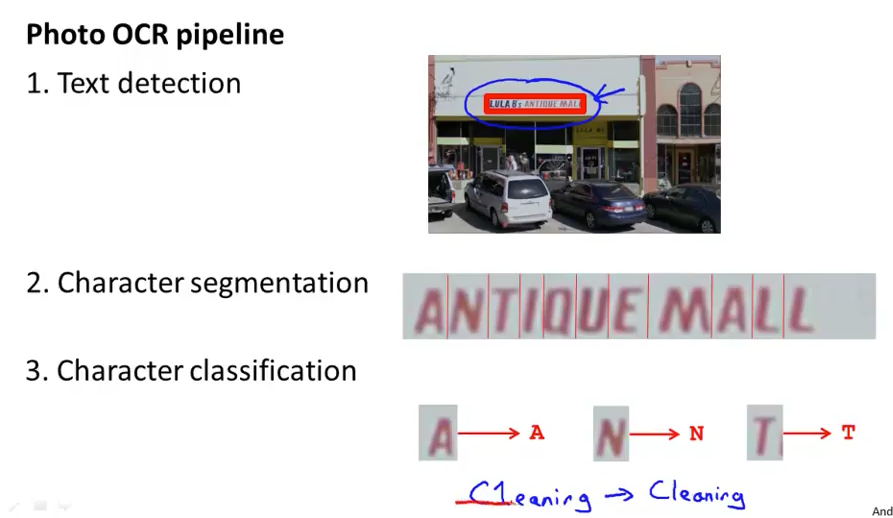 Photo OCR pipeline
1. Text detection
LULA B's ANTIQUE MALL
2. Character segmentation
ANTIQUE MALL
3. Character classification
A → A N → N T → T
C1eaning → Cleaning
And